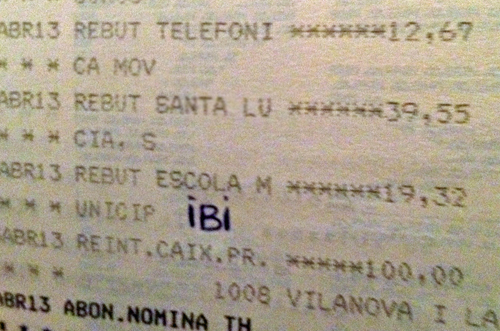 ABR13 REBUT TELEFONI ******12,67
* * * CA MOV
ABR13 REBUT SANTA LU ******39,55
* * * CIA, S
ABR13 REBUT ESCOLA M ******19,32
* * * UNICIP iBi
ABR13 REINT.CAIX.PR. *****100,00
* * * 1008 VILANOVA I LA
ABR13 ABON.NOMINA TH